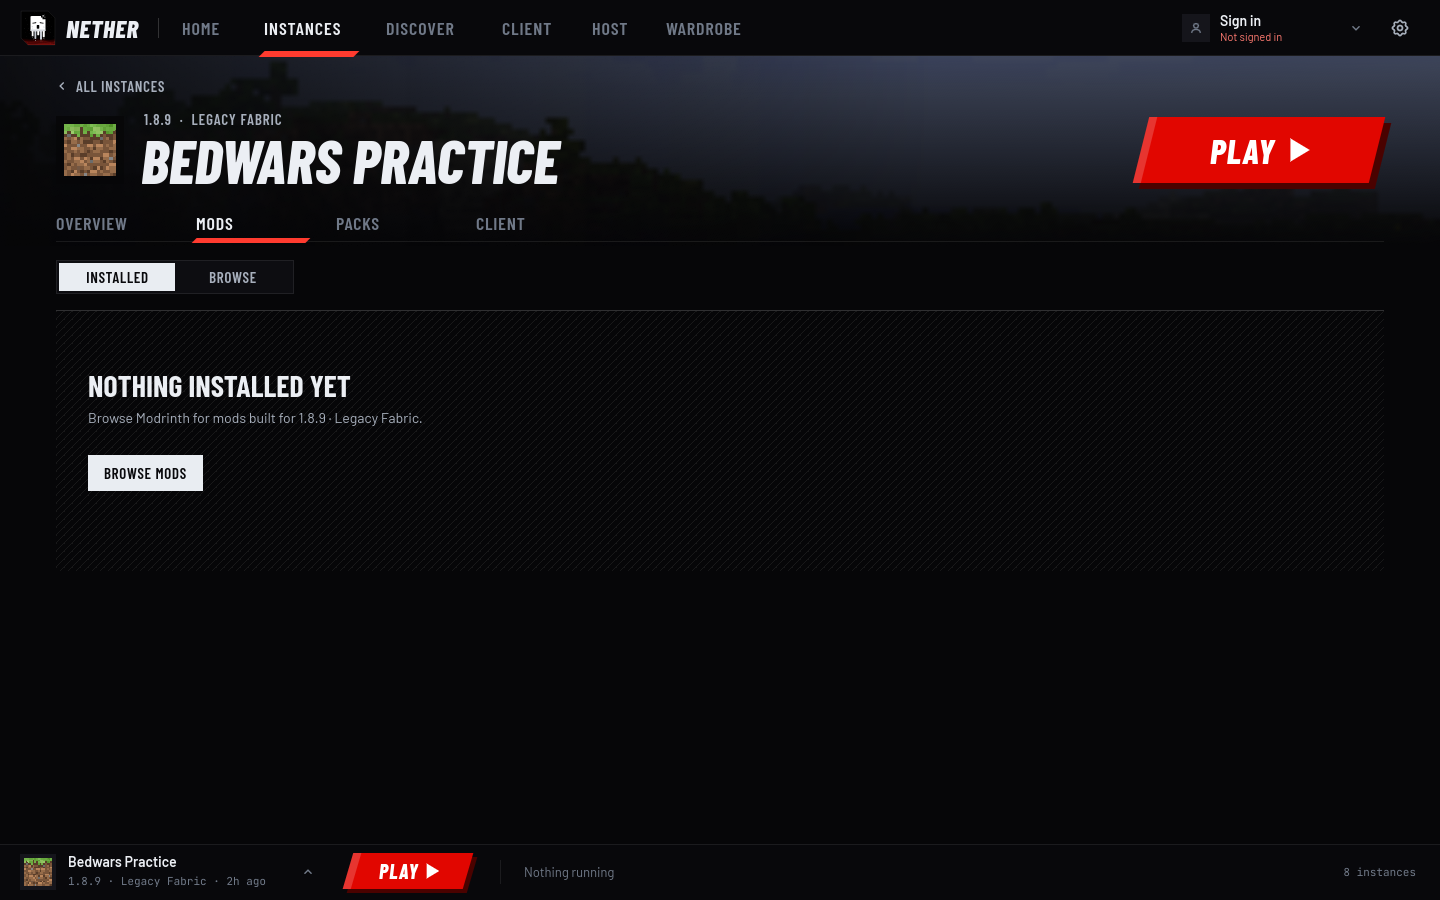 NETHER
HOME
INSTANCES
DISCOVER
CLIENT
HOST
WARDROBE
Sign in
Not signed in
ALL INSTANCES
1.8.9 · LEGACY FABRIC
BEDWARS PRACTICE
PLAY
OVERVIEW
MODS
PACKS
CLIENT
INSTALLED
BROWSE
NOTHING INSTALLED YET
Browse Modrinth for mods built for 1.8.9 · Legacy Fabric.
BROWSE MODS
Bedwars Practice
1.8.9 · Legacy Fabric · 2h ago
PLAY
Nothing running
8 instances